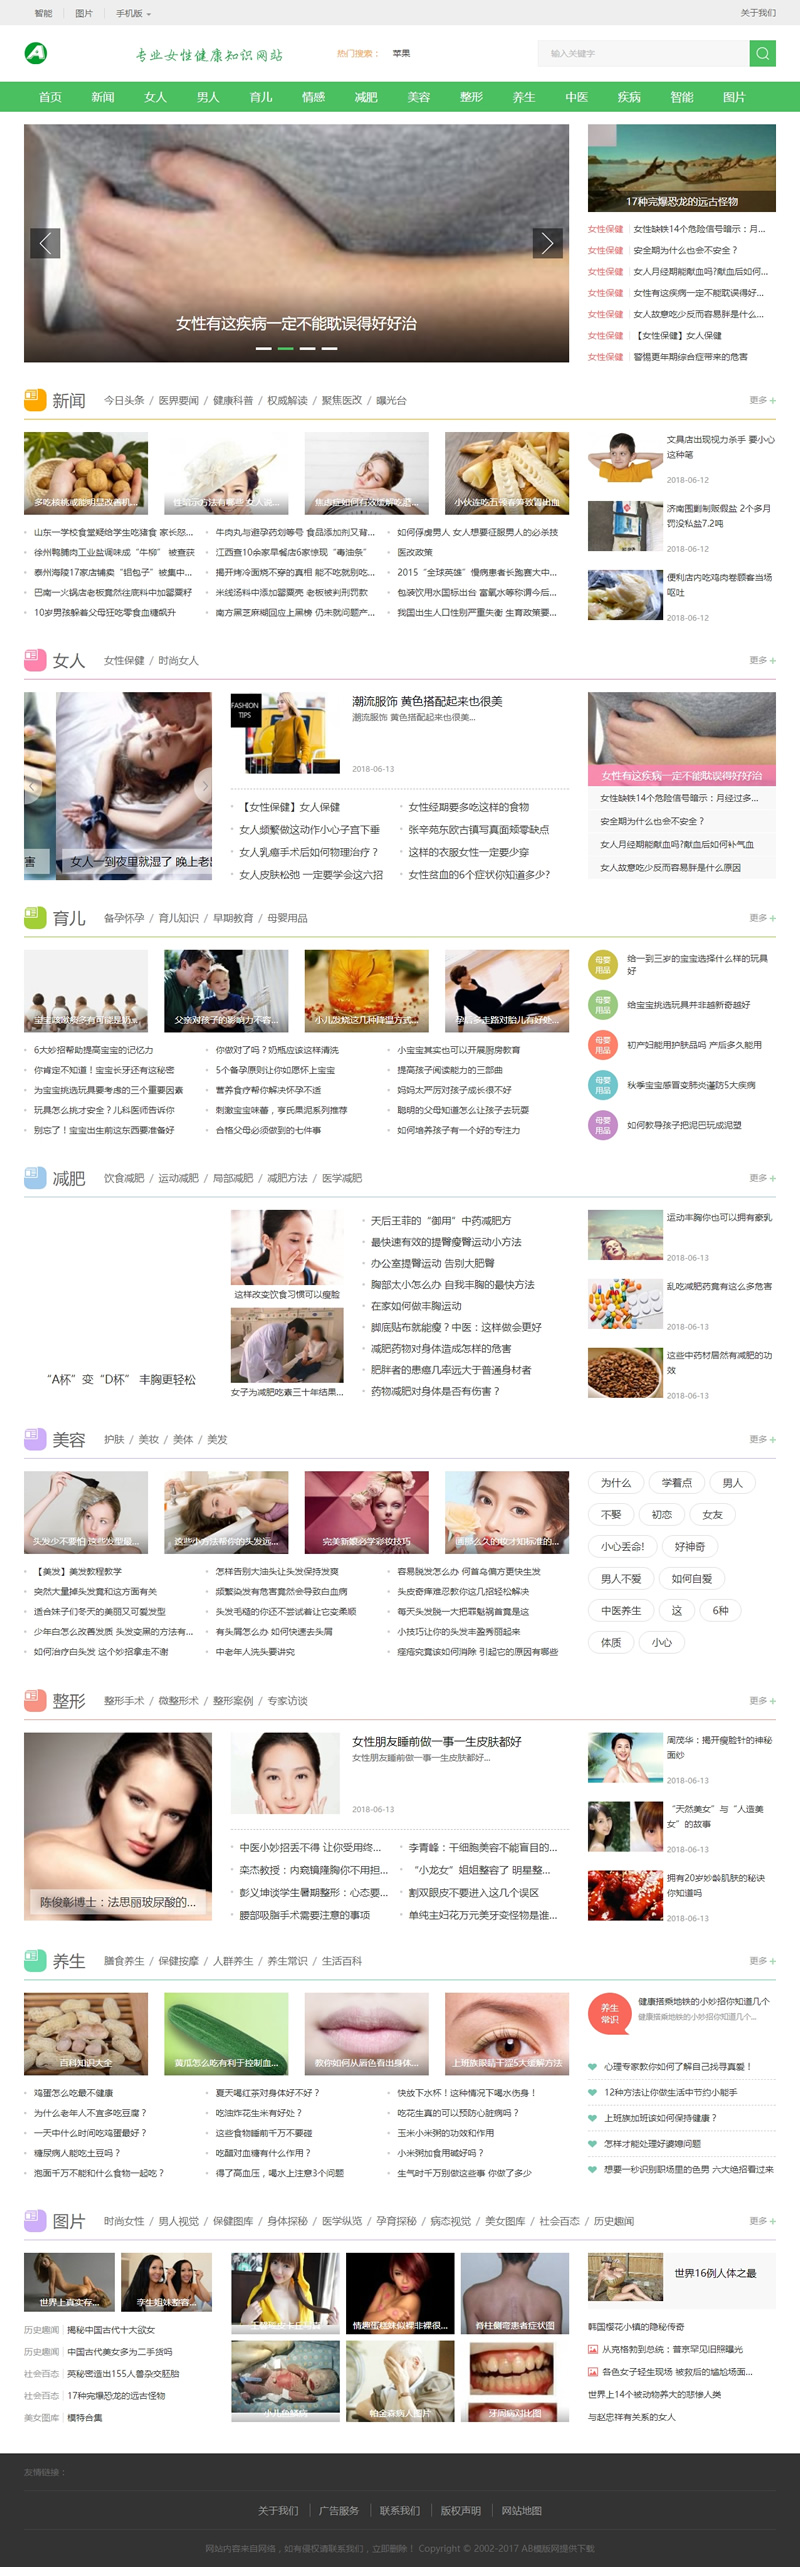 智能 图片 手机版 关于我们
A 专业女性健康知识网站 热门搜索： 苹果 输入关键字
首页 新闻 女人 男人 育儿 情感 减肥 美容 整形 养生 中医 疾病 智能 图片
女性有这疾病一定不能耽误得好好治
17种完爆恐龙的远古怪物
女性保健 女性缺铁14个危险信号暗示：月...
女性保健 安全期为什么也会不安全？
女性保健 女人月经期能献血吗?献血后如何...
女性保健 女性有这疾病一定不能耽误得好...
女性保健 女人故意吃少反而容易胖是什么...
女性保健 【女性保健】女人保健
女性保健 警惕更年期综合症带来的危害
新闻 今日头条 / 医界要闻 / 健康科普 / 权威解读 / 聚焦医改 / 曝光台 更多
多吃核桃或能明显改善机...
小伙连吃五顿春笋致胃出血
山东一学校食堂疑给学生吃猪食 家长怒...
徐州鸭脯肉工业盐调味成“牛柳” 被查获
泰州海陵17家店铺卖“铝包子”被集中...
巴南一火锅店老板竟然往底料中加罂粟籽
10岁男孩躲着父母狂吃零食血糖飙升
牛肉丸与避孕药划等号 食品添加剂又背...
江西查10余家早餐店6家惊现“毒油条”
揭开烤冷面烧不穿的真相 能不吃就别吃...
米线汤料中添加罂粟壳 老板被判刑罚款
南方黑芝麻糊回应上黑榜 仍未就问题产...
如何俘虏男人 女人想要征服男人的必杀技
医改政策
2015“全球英雄”慢病患者长跑赛大中...
包装饮用水国标出台 富氧水等称谓今后...
我国出生人口性别严重失衡 生育政策要...
文具店出现视力杀手 要小心
这种笔
2018-06-12
济南围剿制贩假盐 2个多月
罚没私盐7.2吨
2018-06-12
便利店内吃鸡肉卷顾客当场
呕吐
2018-06-12
女人 女性保健 / 时尚女人 更多
害
女人一到夜里就湿了 晚上老出
FASHION
TIPS
潮流服饰 黄色搭配起来也很美
潮流服饰 黄色搭配起来也很美...
2018-06-13
【女性保健】女人保健
女人频繁做这动作小心子宫下垂
女人乳癌手术后如何物理治疗？
女人皮肤松弛 一定要学会这六招
女性经期要多吃这样的食物
张辛苑东欧古镇写真面颊零缺点
这样的衣服女性一定要少穿
女性贫血的6个症状你知道多少?
女性有这疾病一定不能耽误得好好治
女性缺铁14个危险信号暗示：月经过多...
安全期为什么也会不安全？
女人月经期能献血吗?献血后如何补气血
女人故意吃少反而容易胖是什么原因
育儿 备孕怀孕 / 育儿知识 / 早期教育 / 母婴用品 更多
父亲对孩子的影响力不容...
小儿发烧这几种降温方式...
孕后多走路对胎儿有好处...
6大妙招帮助提高宝宝的记忆力
你肯定不知道！宝宝长牙还有这秘密
为宝宝挑选玩具要考虑的三个重要因素
玩具怎么挑才安全？儿科医师告诉你
别忘了！宝宝出生前这东西要准备好
你做对了吗？奶瓶应该这样清洗
5个备孕原则让你如愿怀上宝宝
营养食疗帮你解决怀孕不适
刺激宝宝味蕾，亨氏果泥系列推荐
合格父母必须做到的七件事
小宝宝其实也可以开展厨房教育
提高孩子阅读能力的三部曲
妈妈太严厉对孩子成长很不好
聪明的父母知道怎么让孩子去玩耍
如何培养孩子有一个好的专注力
母婴用品 给一到三岁的宝宝选择什么样的玩具
好
母婴用品 给宝宝挑选玩具并非越新奇越好
母婴用品 初产妇能用护肤品吗 产后多久能用
母婴用品 秋季宝宝感冒变肺炎谨防5大疾病
母婴用品 如何教导孩子把泥巴玩成泥塑
减肥 饮食减肥 / 运动减肥 / 局部减肥 / 减肥方法 / 医学减肥 更多
“A杯”变“D杯” 丰胸更轻松
这样改变饮食习惯可以瘦脸
女子为减肥吃素三十年结果...
天后王菲的“御用”中药减肥方
最快速有效的提臀瘦臀运动小方法
办公室提臀运动 告别大肥臀
胸部太小怎么办 自我丰胸的最快方法
在家如何做丰胸运动
脚底贴布就能瘦？中医：这样做会更好
减肥药物对身体造成怎样的危害
肥胖者的患癌几率远大于普通身材者
药物减肥对身体是否有伤害？
运动丰胸你也可以拥有豪乳
2018-06-13
乱吃减肥药竟有这么多危害
2018-06-13
这些中药材居然有减肥的功
效
2018-06-13
美容 护肤 / 美妆 / 美体 / 美发 更多
头发少不要怕 这些发型最...
这些小方法帮你的头发远...
完美新娘必学彩妆技巧
画那么久的妆才知标准的...
【美发】美发教程教学
突然大量掉头发竟和这方面有关
适合妹子们冬天的美丽又可爱发型
少年白怎么改善发质 头发变黑的方法有...
如何治疗白头发 这个妙招拿走不谢
怎样告别大油头让头发保持发爽
频繁染发有危害竟然会导致白血病
头发毛糙的你还不尝试着让它变柔顺
有头屑怎么办 如何快速去头屑
中老年人洗头要讲究
容易脱发怎么办 何首乌偏方更快生发
头皮奇痒难忍教你这几招轻松解决
每天头发脱一大把罪魁祸首竟是这
小技巧让你的头发丰盈秀丽起来
痤疮究竟该如何消除 引起它的原因有哪些
为什么 学着点 男人
不娶 初恋 女友
小心丢命! 好神奇
男人不爱 如何自爱
中医养生 这 6种
体质 小心
整形 整形手术 / 微整形术 / 整形案例 / 专家访谈 更多
陈俊彰博士：法思丽玻尿酸的...
女性朋友睡前做一事一生皮肤都好
女性朋友睡前做一事一生皮肤都好...
2018-06-13
中医小妙招丢不得 让你受用终...
栾杰教授：内窥镜隆胸你不用担...
彭义坤谈学生暑期整形：心态要...
腰部吸脂手术需要注意的事项
李青峰：干细胞美容不能盲目的...
“小龙女”姐姐整容了 明星整...
割双眼皮不要进入这几个误区
单纯主妇花万元美牙变怪物是谁...
周茂华：揭开瘦脸针的神秘
面纱
2018-06-13
“天然美女”与“人造美
女”的故事
2018-06-13
拥有20岁妙龄肌肤的秘诀
你知道吗
2018-06-13
养生 膳食养生 / 保健按摩 / 人群养生 / 养生常识 / 生活百科 更多
百科知识大全
黄瓜怎么吃有利于控制血...
教你如何从唇色看出身体...
上班族眼睛干涩5大缓解方法
鸡蛋怎么吃最不健康
为什么老年人不宜多吃豆腐？
一天中什么时间吃鸡蛋最好？
糖尿病人能吃土豆吗？
泡面千万不能和什么食物一起吃？
夏天喝红茶对身体好不好？
吃油炸花生米有好处？
这些食物睡前千万不要碰
吃醋对血糖有什么作用？
得了高血压，喝水上注意3个问题
快放下水杯！这种情况下喝水伤身！
吃花生真的可以预防心脏病吗？
玉米小米粥的功效和作用
小米粥加食用碱好吗？
生气时千万别做这些事 你做了多少
养生
常识
健康搭乘地铁的小妙招你知道几个
健康搭乘地铁的小妙招你知道几个...
心理专家教你如何了解自己找寻真爱！
12种方法让你做生活中节约小能手
上班族加班该如何保持健康？
怎样才能处理好婆媳问题
想要一秒识别职场里的色男 六大绝招看过来
图片 时尚女性 / 男人视觉 / 保健图库 / 身体探秘 / 医学纵览 / 孕育探秘 / 病态视觉 / 美女图库 / 社会百态 / 历史趣闻 更多
世界上真实存...
孪生姐妹整容...
历史趣闻 揭秘中国古代十大欲女
历史趣闻 中国古代美女多为二手货吗
社会百态 英秘密造出155人兽杂交胚胎
社会百态 17种完爆恐龙的远古怪物
美女图库 模特合集
情趣蛋糕妹似裸非裸很...
脊柱侧弯患者症状图
小儿鱼鳞病
帕金森病人图片
牙周病对比图
世界16例人体之最
韩国樱花小镇的隐秘传奇
从克格勃到总统：普京罕见旧照曝光
各色女子轻生现场 被救后的尴尬场面...
世界上14个被动物养大的悲惨人类
与赵忠祥有关系的女人
友情链接：
关于我们 广告服务 联系我们 版权声明 网站地图
网站内容来自网络，如有侵权请联系我们，立即删除！ Copyright © 2002-2017 AB模版网提供下载